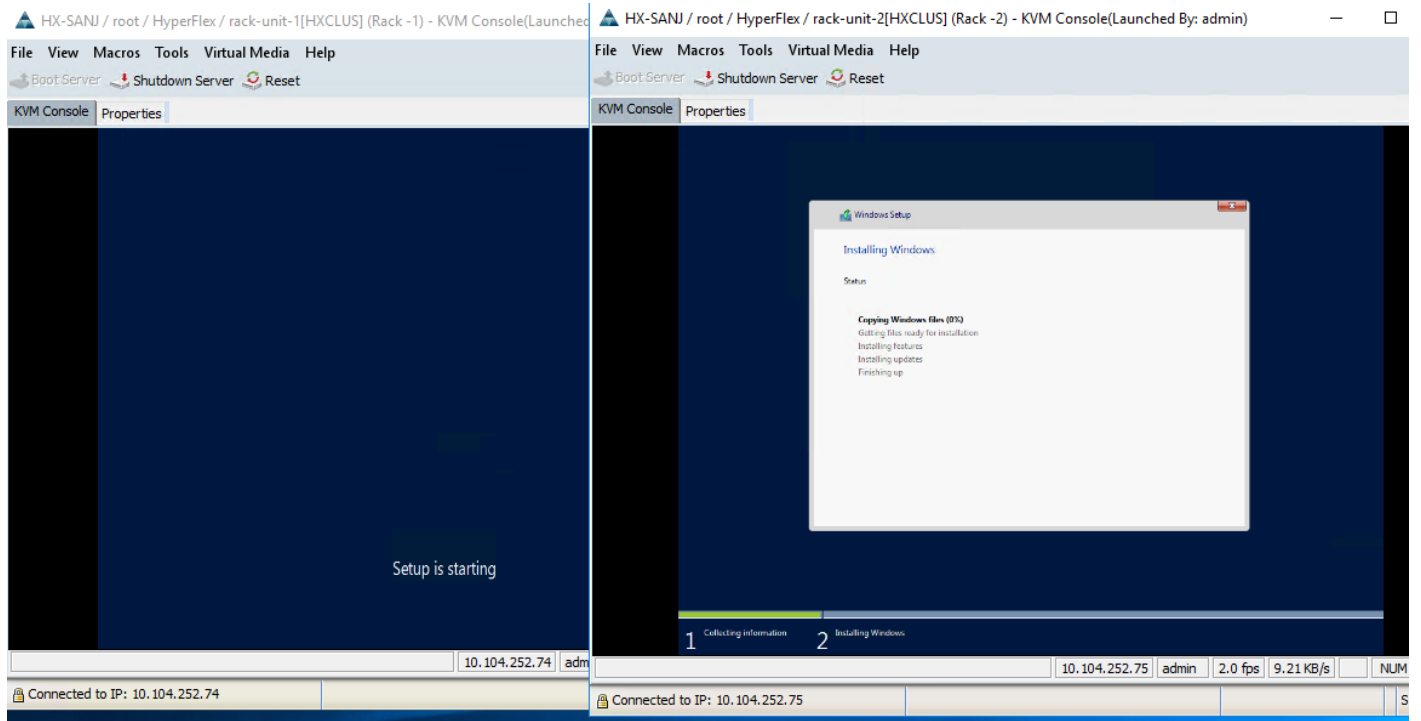 HX-SANJ / root / HyperFlex / rack-unit-1[HXCLUS] (Rack -1) - KVM Console(Launched
File View Macros Tools Virtual Media Help
Boot Server Shutdown Server Reset
KVM Console Properties
Setup is starting
10.104.252.74 adm
Connected to IP: 10.104.252.74
HX-SANJ / root / HyperFlex / rack-unit-2[HXCLUS] (Rack -2) - KVM Console(Launched By: admin)
File View Macros Tools Virtual Media Help
Boot Server Shutdown Server Reset
KVM Console Properties
Windows Setup
Installing Windows
Status
Copying Windows files (0%)
Getting files ready for installation
Installing features
Installing updates
Finishing up
1 Collecting information 2 Installing Windows
10.104.252.75 admin 2.0 fps 9.21 KB/s NUM
Connected to IP: 10.104.252.75 S